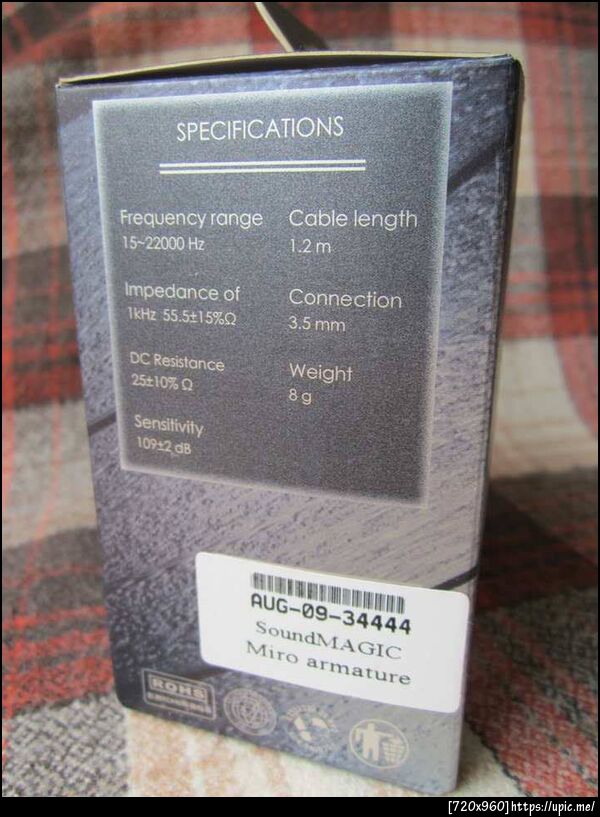 SPECIFICATIONS
Frequency range
15~22000 Hz
Impedance of
1kHz 55.5±15%Ω
DC Resistance
25±10% Ω
Sensitivity
109±2 dB
Cable length
1.2 m
Connection
3.5 mm
Weight
8 g
AUG-09-34444
SoundMAGIC
Miro armature
ROHS
[720x960]https://upic.me/